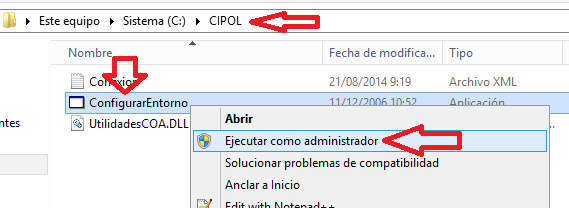 Este equipo ▸ Sistema (C:) ▸ CIPOL
Nombre Fecha de modifica... Tipo
21/08/2014 9:19 Archivo XML
ConfigurarEntorno 11/12/2006 10:52 Aplicación
UtilidadesCOA.DLL
antes
Abrir
Ejecutar como administrador
Solucionar problemas de compatibilidad
Anclar a Inicio
Edit with Notepad++